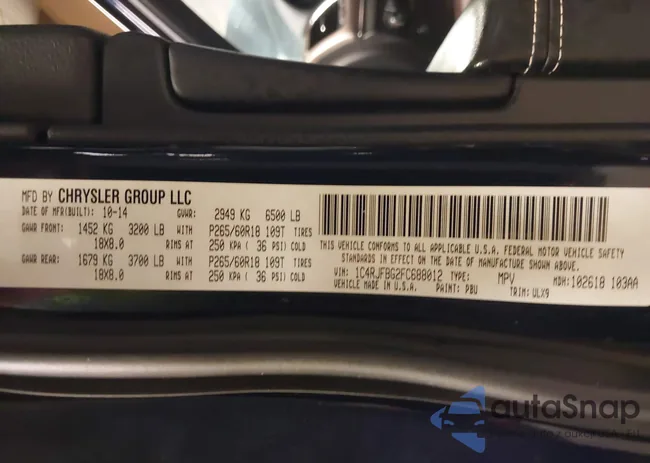 MFD BY CHRYSLER GROUP LLC
DATE OF MFR(BUILT): 10-14 GVWR: 2949 KG 6500 LB
GAWR FRONT: 1452 KG 3200 LB WITH P265/60R18 109T TIRES
18X8.0 RIMS AT 250 KPA ( 36 PSI) COLD
GAWR REAR: 1679 KG 3700 LB WITH P265/60R18 109T TIRES
18X8.0 RIMS AT 250 KPA ( 36 PSI) COLD
THIS VEHICLE CONFORMS TO ALL APPLICABLE U.S.A. FEDERAL MOTOR VEHICLE SAFETY
STANDARDS IN EFFECT ON THE DATE OF MANUFACTURE SHOWN ABOVE.
VIN: 1C4RJFBG2FC688012 TYPE: MPV MDH: 102618 103AA
VEHICLE MADE IN U.S.A. PAINT: PBU TRIM: ULX9
autoSnap